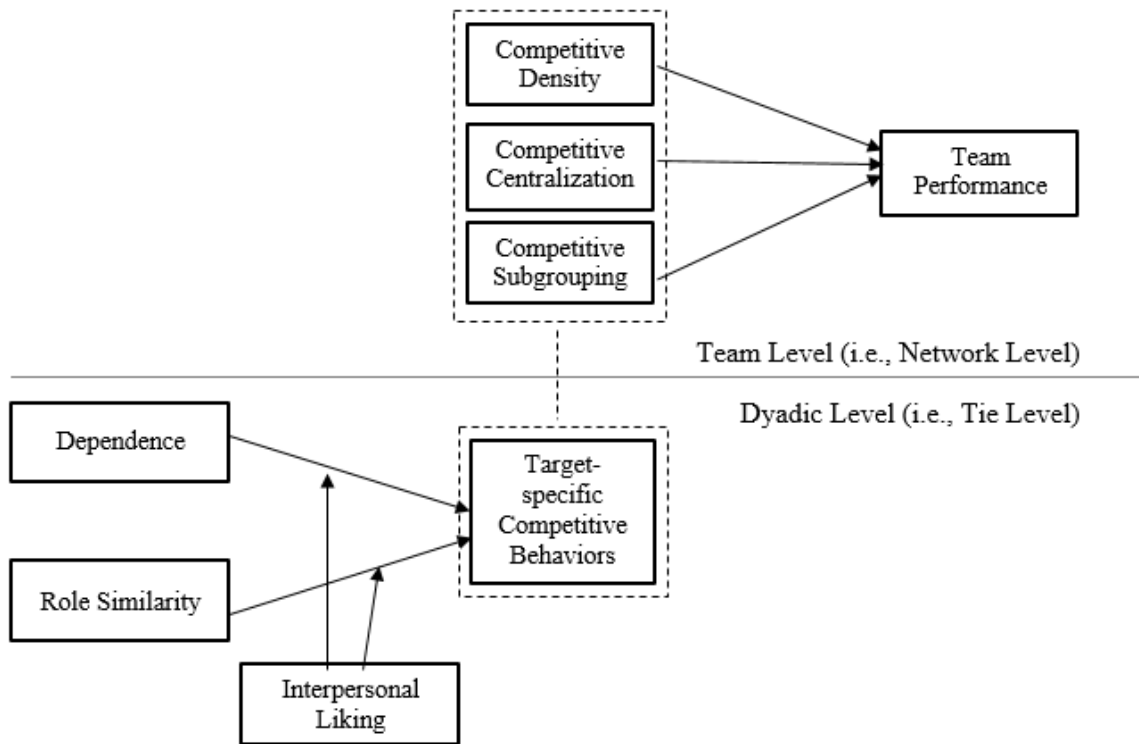 Competitive
Density
Competitive
Centralization
Competitive
Subgrouping
Team
Performance
Team Level (i.e., Network Level)
Dyadic Level (i.e., Tie Level)
Dependence
Target-
specific
Competitive
Behaviors
Role Similarity
Interpersonal
Liking